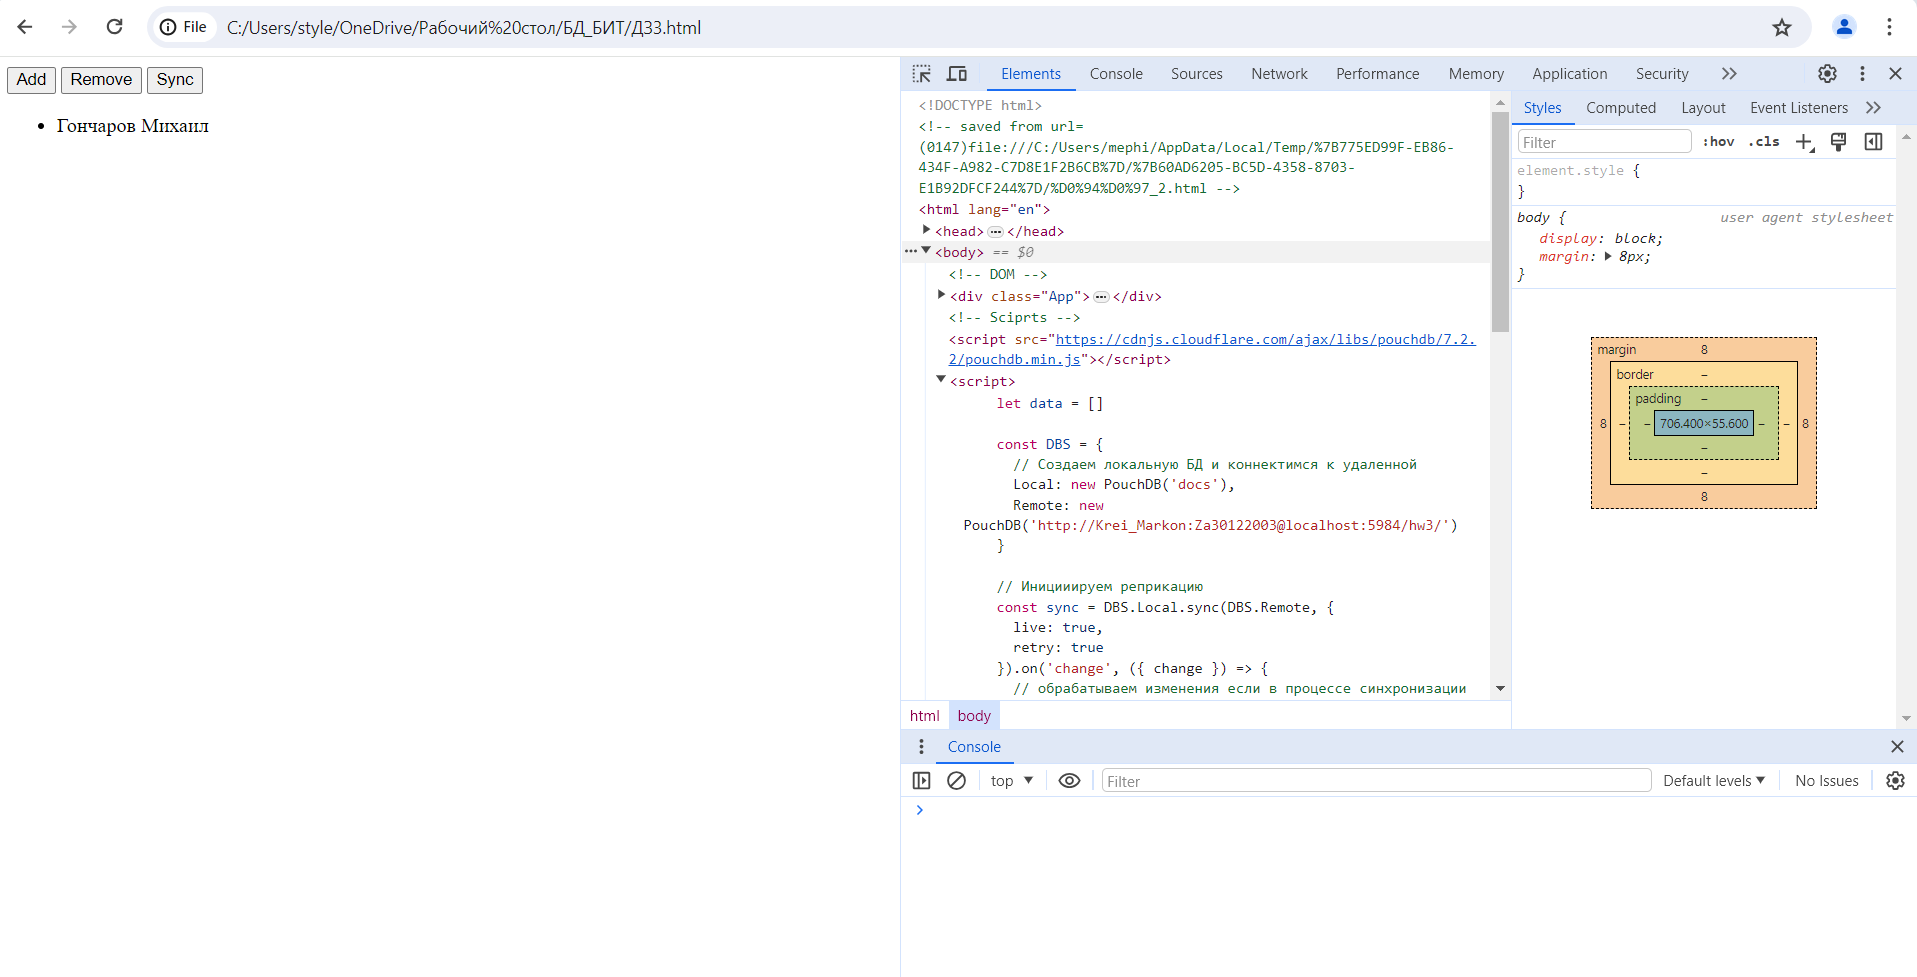 File C:/Users/style/OneDrive/Рабочий%20стол/БД_БИТ/ДЗ3.html
Add Remove Sync
• Гончаров Михаил
Elements Console Sources Network Performance Memory Application Security
<!DOCTYPE html>
<!-- saved from url=
(0147)file:///C:/Users/mephi/AppData/Local/Temp/%7B775ED99F-EB86-
434F-A982-C7D8E1F2B6CB%7D/%7B60AD6205-BC5D-4358-8703-
E1B92DFCF244%7D/%D0%94%D0%97_2.html -->
<html lang="en">
<head> … </head>
<body> == $0
<!-- DOM -->
<div class="App"> … </div>
<!-- Sciprts -->
<script src="https://cdnjs.cloudflare.com/ajax/libs/pouchdb/7.2.
2/pouchdb.min.js"></script>
<script>
let data = []
const DBS = {
// Создаем локальную БД и коннектимся к удаленной
Local: new PouchDB('docs'),
Remote: new
PouchDB('http://Krei_Markon:Za30122003@localhost:5984/hw3/')
}
// Иницииируем реприкацию
const sync = DBS.Local.sync(DBS.Remote, {
live: true,
retry: true
}).on('change', ({ change }) => {
// обрабатываем изменения если в процессе синхронизации
html body
Styles Computed Layout Event Listeners
Filter :hov .cls
element.style {
}
body { user agent stylesheet
display: block;
margin: 8px;
}
margin 8
border –
padding –
8 – – 706.400×55.600 – – 8
–
–
8
Console
top Filter Default levels No Issues